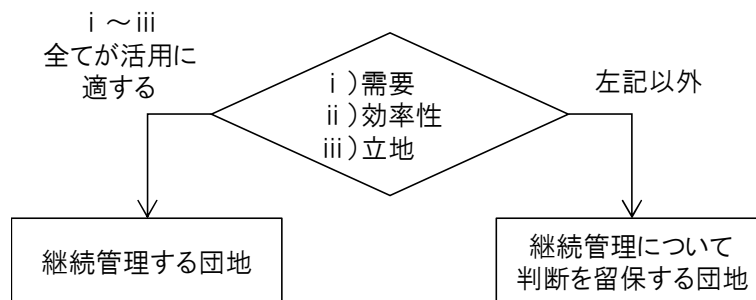 ⅰ～ⅲ
全てが活用に
適する
ⅰ)需要
ⅱ)効率性
ⅲ)立地
左記以外
継続管理する団地
継続管理について
判断を留保する団地